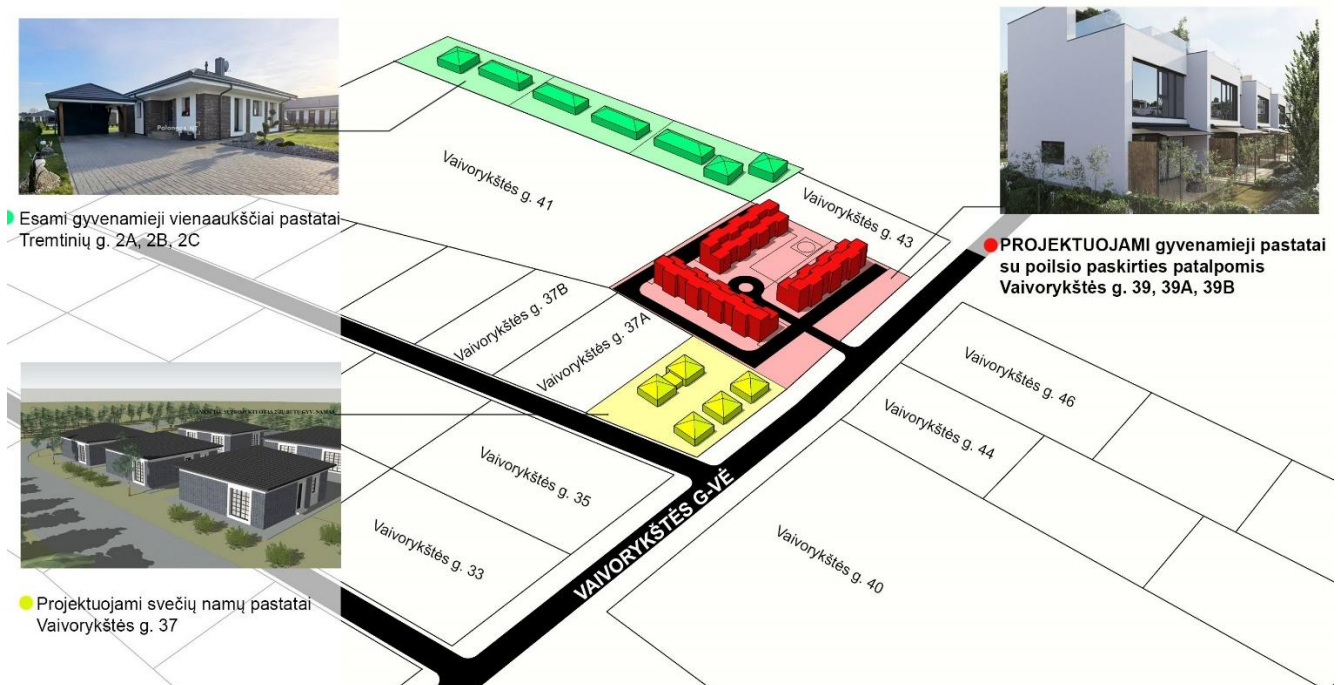 Esami gyvenamieji vienaaukščiai pastatai
Tremtinių g. 2A, 2B, 2C
PROJEKTUOJAMI gyvenamieji pastatai
su poilsio paskirties patalpomis
Vaivorykštės g. 39, 39A, 39B
Projektuojami svečių namų pastatai
Vaivorykštės g. 37
Vaivorykštės g. 41
Vaivorykštės g. 43
Vaivorykštės g. 37B
Vaivorykštės g. 37A
Vaivorykštės g. 46
Vaivorykštės g. 44
Vaivorykštės g. 35
Vaivorykštės g. 33
Vaivorykštės g. 40
VAIVORYKŠTĖS G-VĖ